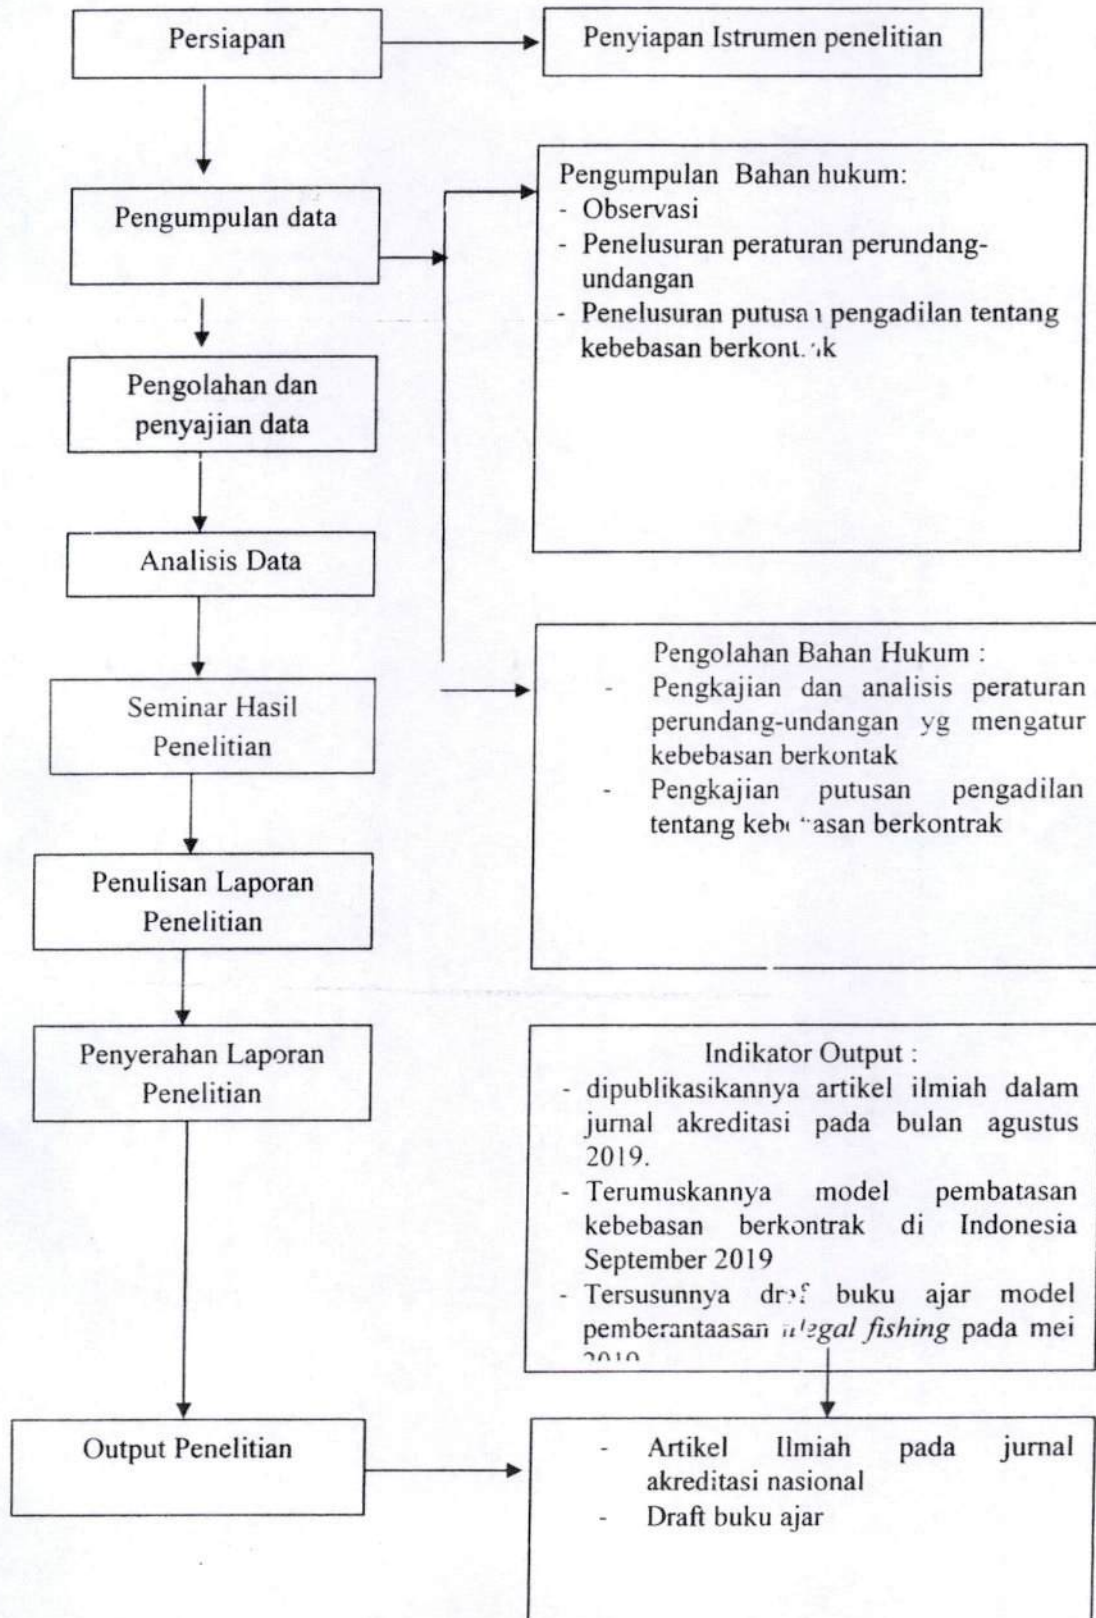 Persiapan
Penyiapan Istrumen penelitian
Pengumpulan data
Pengumpulan Bahan hukum:
- Observasi
- Penelusuran peraturan perundang-
undangan
- Penelusuran putusan pengadilan tentang
kebebasan berkontrak
Pengolahan dan
penyajian data
Analisis Data
Seminar Hasil
Penelitian
Pengolahan Bahan Hukum :
- Pengkajian dan analisis peraturan
perundang-undangan yg mengatur
kebebasan berkontak
- Pengkajian putusan pengadilan
tentang kebebasan berkontrak
Penulisan Laporan
Penelitian
Penyerahan Laporan
Penelitian
Indikator Output :
- dipublikasikannya artikel ilmiah dalam
jurnal akreditasi pada bulan agustus
2019.
- Terumuskannya model pembatasan
kebebasan berkontrak di Indonesia
September 2019
- Tersusunnya draf buku ajar model
pemberantaasan illegal fishing pada mei
2019
Output Penelitian
- Artikel Ilmiah pada jurnal
akreditasi nasional
- Draft buku ajar